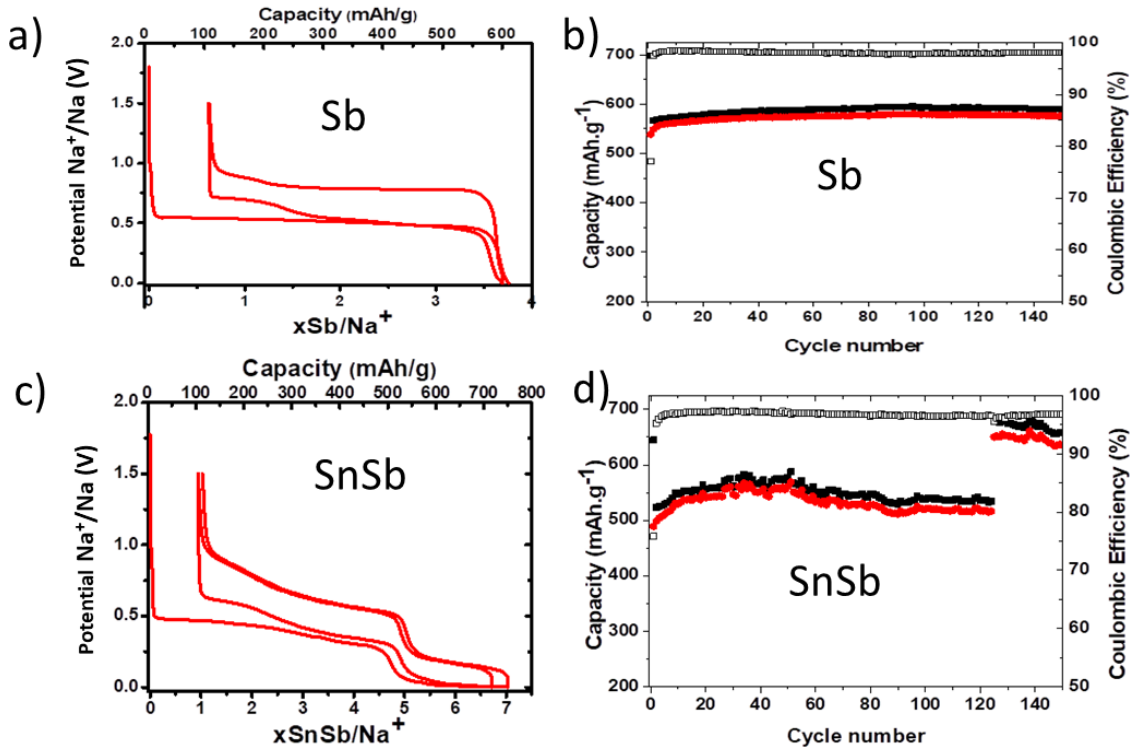 a)
Capacity (mAh/g)
0 100 200 300 400 500 600
2.0
1.5
1.0
0.5
0.0
Potential Na⁺/Na (V)
Sb
0 1 2 3 4
xSb/Na⁺
b)
700
600
500
400
300
200
Capacity (mAh.g⁻¹)
Sb
100
90
80
70
60
50
Coulombic Efficiency (%)
0 20 40 60 80 100 120 140
Cycle number
c)
Capacity (mAh/g)
0 100 200 300 400 500 600 700 800
2.0
1.5
1.0
0.5
0.0
Potential Na⁺/Na (V)
SnSb
0 1 2 3 4 5 6 7
xSnSb/Na⁺
d)
700
600
500
400
300
200
Capacity (mAh.g⁻¹)
SnSb
100
90
80
70
60
50
Coulombic Efficiency (%)
0 20 40 60 80 100 120 140
Cycle number